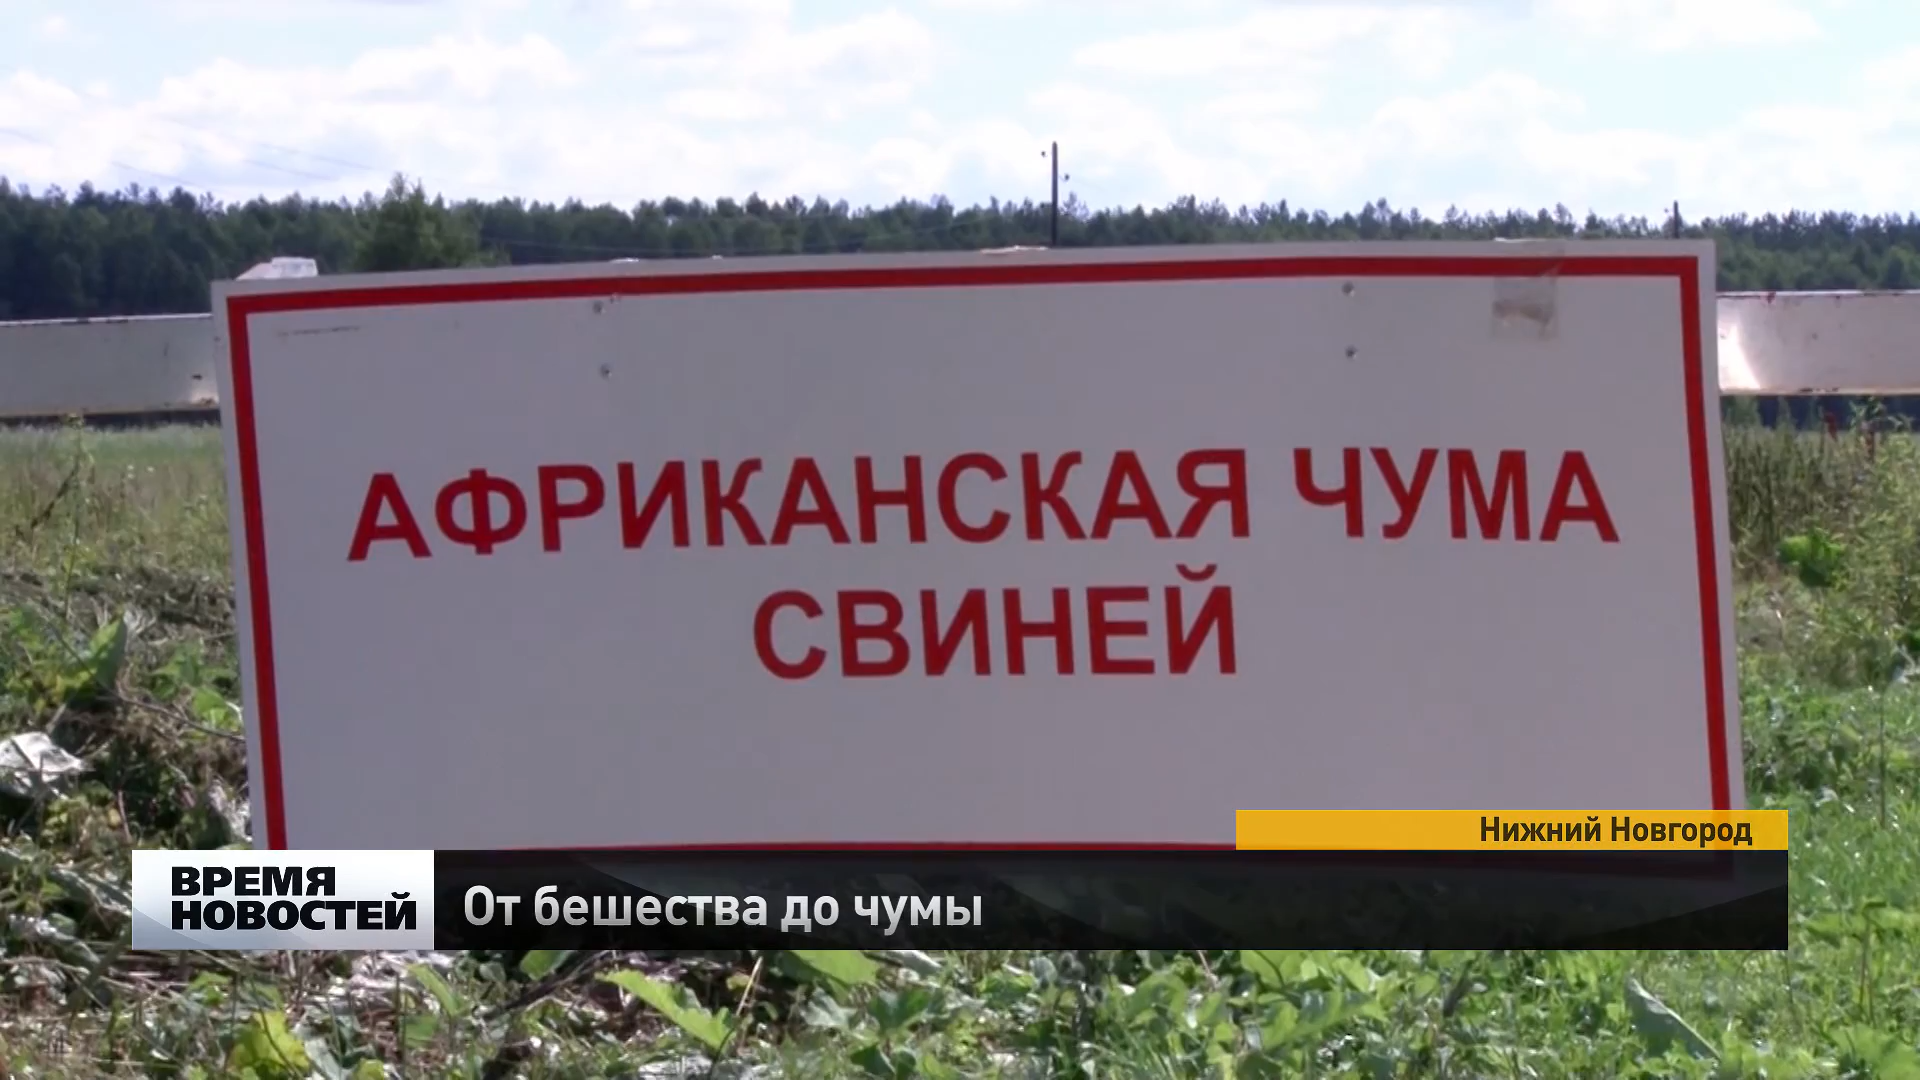 АФРИКАНСКАЯ ЧУМА
СВИНЕЙ
Нижний Новгород
ВРЕМЯ
НОВОСТЕЙ
От бешества до чумы